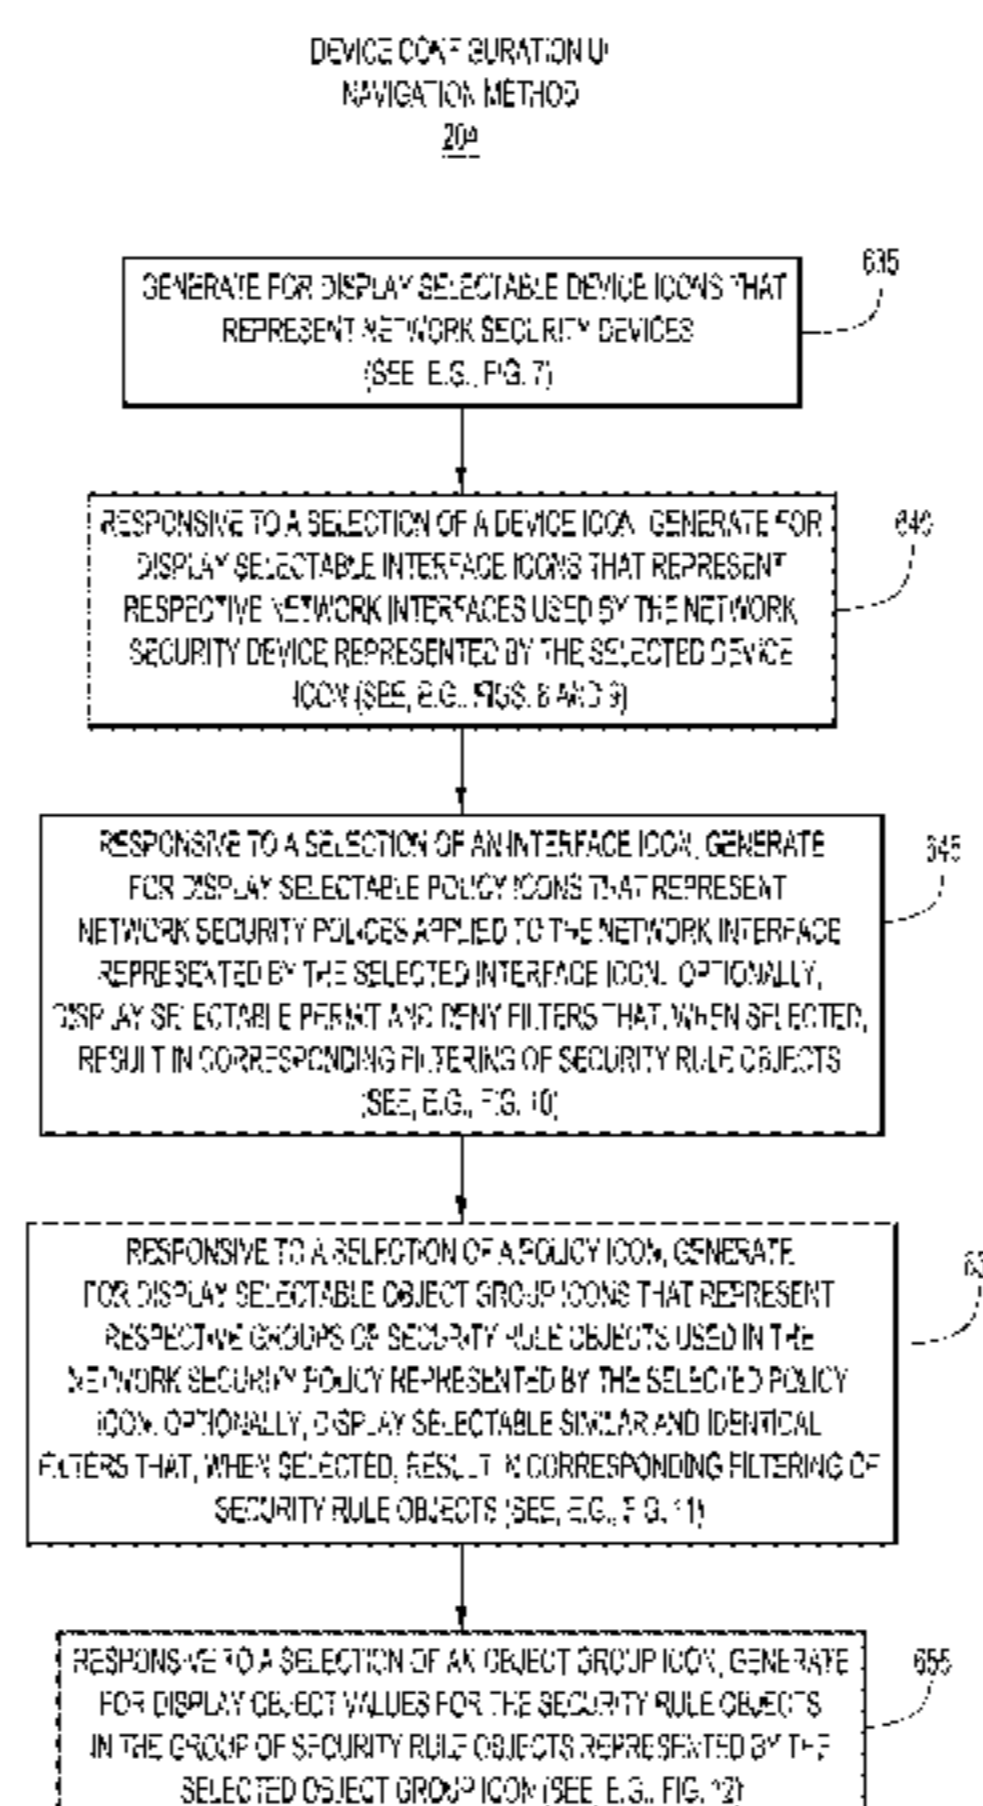 DEVICE CONFIGURATION UI
NAVIGATION METHOD
204
635
GENERATE FOR DISPLAY SELECTABLE DEVICE ICONS THAT
REPRESENT NETWORK SECURITY DEVICES
(SEE, E.G., FIG. 7)
640
RESPONSIVE TO A SELECTION OF A DEVICE ICON, GENERATE FOR
DISPLAY SELECTABLE INTERFACE ICONS THAT REPRESENT
RESPECTIVE NETWORK INTERFACES USED BY THE NETWORK
SECURITY DEVICE REPRESENTED BY THE SELECTED DEVICE
ICON (SEE, E.G., FIGS. 8 AND 9)
645
RESPONSIVE TO A SELECTION OF AN INTERFACE ICON, GENERATE
FOR DISPLAY SELECTABLE POLICY ICONS THAT REPRESENT
NETWORK SECURITY POLICES APPLIED TO THE NETWORK INTERFACE
REPRESENTED BY THE SELECTED INTERFACE ICON. OPTIONALLY,
DISPLAY SELECTABLE PERMIT AND DENY FILTERS THAT, WHEN SELECTED,
RESULT IN CORRESPONDING FILTERING OF SECURITY RULE OBJECTS
(SEE, E.G., FIG. 10)
RESPONSIVE TO A SELECTION OF A POLICY ICON, GENERATE
FOR DISPLAY SELECTABLE OBJECT GROUP ICONS THAT REPRESENT
RESPECTIVE GROUPS OF SECURITY RULE OBJECTS USED IN THE
NETWORK SECURITY POLICY REPRESENTED BY THE SELECTED POLICY
ICON. OPTIONALLY, DISPLAY SELECTABLE SIMILAR AND IDENTICAL
FILTERS THAT, WHEN SELECTED, RESULT IN CORRESPONDING FILTERING OF
SECURITY RULE OBJECTS (SEE, E.G., FIG. 11)
655
RESPONSIVE TO A SELECTION OF AN OBJECT GROUP ICON, GENERATE
FOR DISPLAY OBJECT VALUES FOR THE SECURITY RULE OBJECTS
IN THE GROUP OF SECURITY RULE OBJECTS REPRESENTED BY THE
SELECTED OBJECT GROUP ICON (SEE, E.G., FIG. 12)